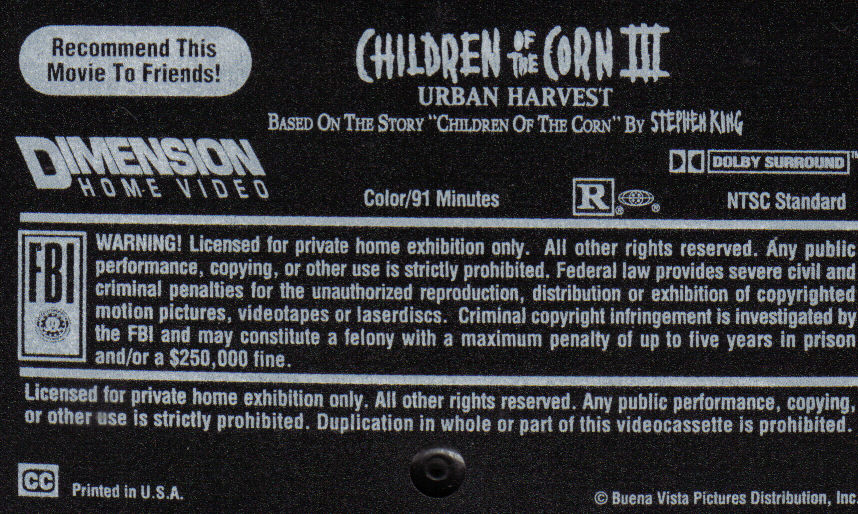 Recommend This
Movie To Friends!
CHILDREN OF THE CORN III
URBAN HARVEST
BASED ON THE STORY "CHILDREN OF THE CORN" BY STEPHEN KING
DIMENSION
HOME VIDEO
DOLBY SURROUND™
Color/91 Minutes
R ® ®
NTSC Standard
FBI
WARNING! Licensed for private home exhibition only. All other rights reserved. Any public
performance, copying, or other use is strictly prohibited. Federal law provides severe civil and
criminal penalties for the unauthorized reproduction, distribution or exhibition of copyrighted
motion pictures, videotapes or laserdiscs. Criminal copyright infringement is investigated by
the FBI and may constitute a felony with a maximum penalty of up to five years in prison
and/or a $250,000 fine.
Licensed for private home exhibition only. All other rights reserved. Any public performance, copying,
or other use is strictly prohibited. Duplication in whole or part of this videocassette is prohibited.
CC
Printed in U.S.A.
© Buena Vista Pictures Distribution, Inc.